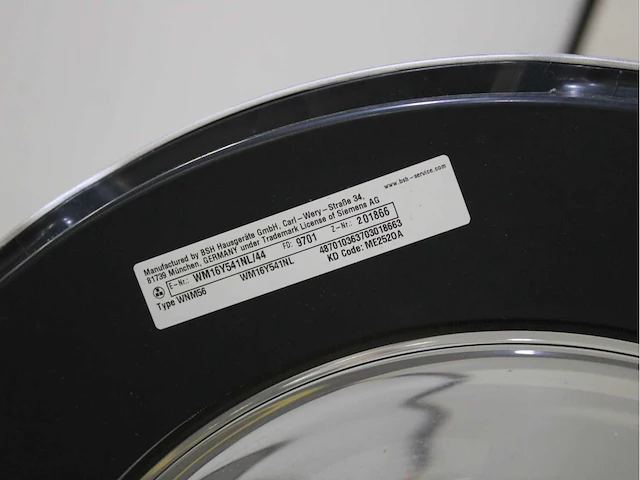 www.bsh-service.com
Manufactured by BSH Hausgeräte GmbH, Carl-Wery-Straße 34,
81739 München, GERMANY under Trademark License of Siemens AG
E-Nr.: WM16Y541NL/44 FD: 9701 Z-Nr.: 201866
Type WNM56 WM16Y541NL 487010363703018663
KD Code: ME252OA